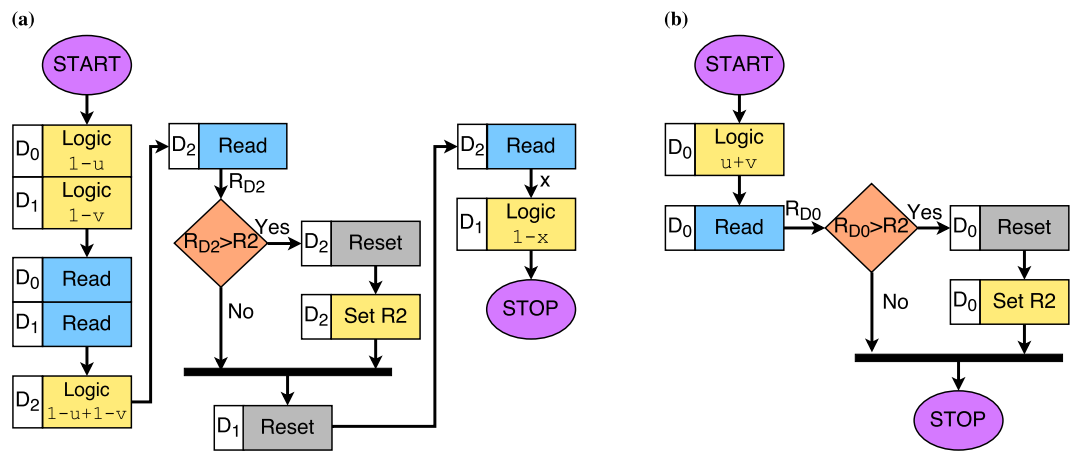 (a)
START
D0
Logic
1-u
D1
Logic
1-v
D0
Read
D1
Read
D2
Logic
1-u+1-v
D2
Read
RD2
RD2>R2
Yes
No
D2
Reset
D2
Set R2
D1
Reset
D2
Read
x
D1
Logic
1-x
STOP
(b)
START
D0
Logic
u+v
D0
Read
RD0
RD0>R2
Yes
No
D0
Reset
D0
Set R2
STOP